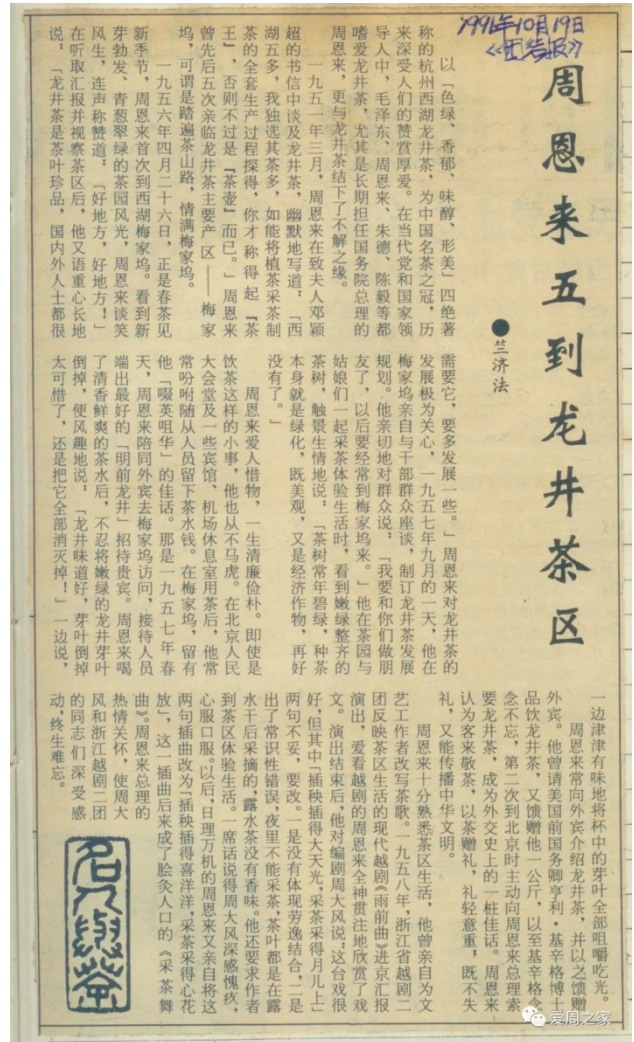 1991年10月19日
《团结报》
周恩来五到龙井茶区
●竺济法
以「色绿、香郁、味醇、形美」四绝著
称的杭州西湖龙井茶，为中国名茶之冠，历
来深受人们的赞赏厚爱。在当代党和国家领
导人中，毛泽东、周恩来、朱德、陈毅等都
嗜爱龙井茶，尤其是长期担任国务院总理的
周恩来，更与龙井茶结下了不解之缘。
一九五一年三月，周恩来在致夫人邓颖
超的书信中谈及龙井茶，幽默地写道：「西
湖五多，我独选其茶多，如能将植茶采茶制
茶的全套生产过程探得，你才称得起『茶
王』，否则不过是『茶壶』而已。」周恩来
曾先后五次亲临龙井茶主要产区——梅家
坞，可谓是踏遍茶山路，情满梅家坞。
一九五六年四月二十六日，正是春茶见
新季节，周恩来首次到西湖梅家坞。看到新
芽勃发、青葱翠绿的茶园风光，周恩来谈笑
风生，连声称赞道：「好地方，好地方！」
在听取汇报并视察茶区后，他又语重心长地
说：「龙井茶是茶叶珍品，国内外人士都很
需要它，要多发展一些。」周恩来对龙井茶的
发展极为关心，一九五七年九月的一天，他在
梅家坞亲自与干部群众座谈，制订龙井茶发展
规划。他亲切地对群众说：「我要和你们做朋
友了，以后要经常到梅家坞来。」他在茶园与
姑娘们一起采茶体验生活时，看到嫩绿整齐的
茶树，触景生情地说：「茶树常年碧绿，种茶
本身就是绿化，既美观，又是经济作物，再好
没有了。」
周恩来爱人惜物，一生清廉俭朴。即使是
饮茶这样的小事，他也从不马虎。在北京人民
大会堂及一些宾馆、机场休息室用茶后，他常
常吩咐随从人员留下茶水钱。在梅家坞，留有
他「啜英咀华」的佳话。那是一九五七年春
天，周恩来陪同外宾去梅家坞访问，接待人员
端出最好的「明前龙井」招待贵宾。周恩来喝
了清香鲜爽的茶水后，不忍将嫩绿的龙井芽叶
倒掉，便风趣地说：「龙井味道好，芽叶倒掉
太可惜了，还是把它全部消灭掉！」一边说，
一边津津有味地将杯中的芽叶全部咀嚼吃光。
周恩来常向外宾介绍龙井茶，并以之馈赠
外宾。他曾请美国前国务卿亨利·基辛格博士
品饮龙井茶，又馈赠他一公斤，以至基辛格念
念不忘，第二次到北京时主动向周恩来总理索
要龙井茶，成为外交史上的一桩佳话。周恩来
认为客来敬茶，以茶赠礼，礼轻意重，既不失
礼，又能传播中华文明。
周恩来十分熟悉茶区生活，他曾亲自为文
艺工作者改写茶歌。一九五八年，浙江省越剧二
团反映茶区生活的现代越剧《雨前曲》进京汇报
演出，爱看越剧的周恩来全神贯注地欣赏了戏
文。演出结束后，他对编剧周大风说：这台戏很
好，但其中「插秧插得大天光，采茶采得月儿上」
两句不妥，要改。一是没有体现劳逸结合，二是
出了常识性错误，夜里不能采茶，茶叶都是在露
水干后采摘的，露水茶没有香味。他还要求作者
到茶区体验生活。一席话说得周大风深感愧疚，
心服口服。以后，日理万机的周恩来又亲自将这
两句插曲改为「插秧插得喜洋洋，采茶采得心花
放」，这一插曲后来成了脍灸人口的《采茶舞
曲》。周恩来总理的
热情关怀，使周大
风和浙江越剧二团
的同志们深受感
动，终生难忘。
名人与茶
爱周之家